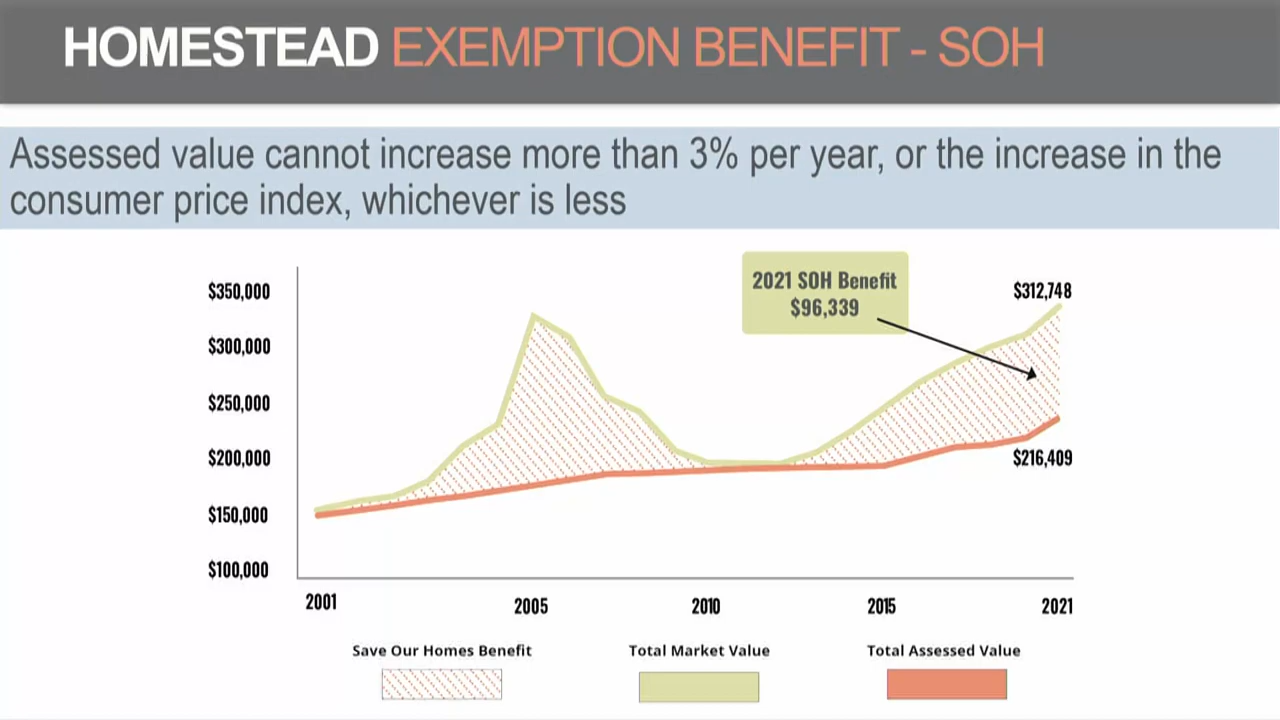 HOMESTEAD EXEMPTION BENEFIT - SOH
Assessed value cannot increase more than 3% per year, or the increase in the
consumer price index, whichever is less
2021 SOH Benefit
$96,339
$350,000
$312,748
$300,000
$250,000
$200,000
$216,409
$150,000
$100,000
2001
2005
2010
2015
2021
Save Our Homes Benefit
Total Market Value
Total Assessed Value